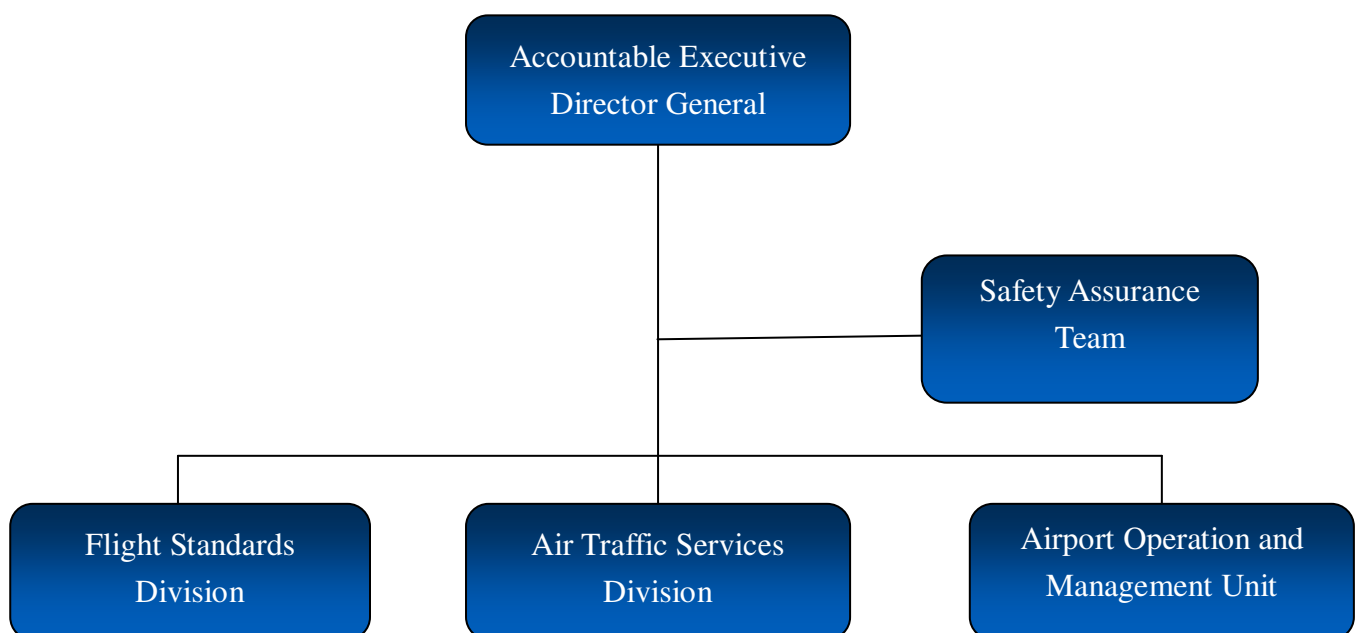 Accountable Executive
Director General
Safety Assurance
Team
Flight Standards
Division
Air Traffic Services
Division
Airport Operation and
Management Unit